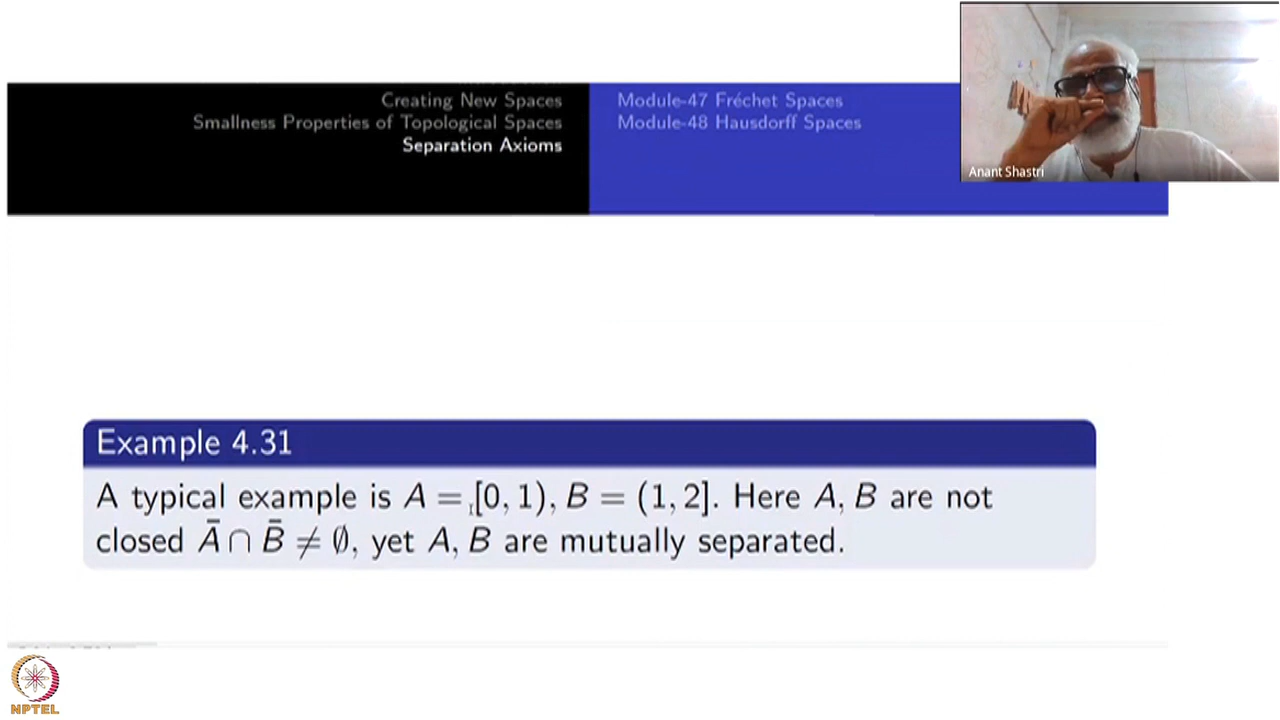 Creating New Spaces
Smallness Properties of Topological Spaces
Separation Axioms
Module-47 Fréchet Spaces
Module-48 Hausdorff Spaces
Anant Shastri
Example 4.31
A typical example is A = [0, 1), B = (1, 2]. Here A, B are not
closed Ā ∩ B̄ ≠ ∅, yet A, B are mutually separated.
NPTEL